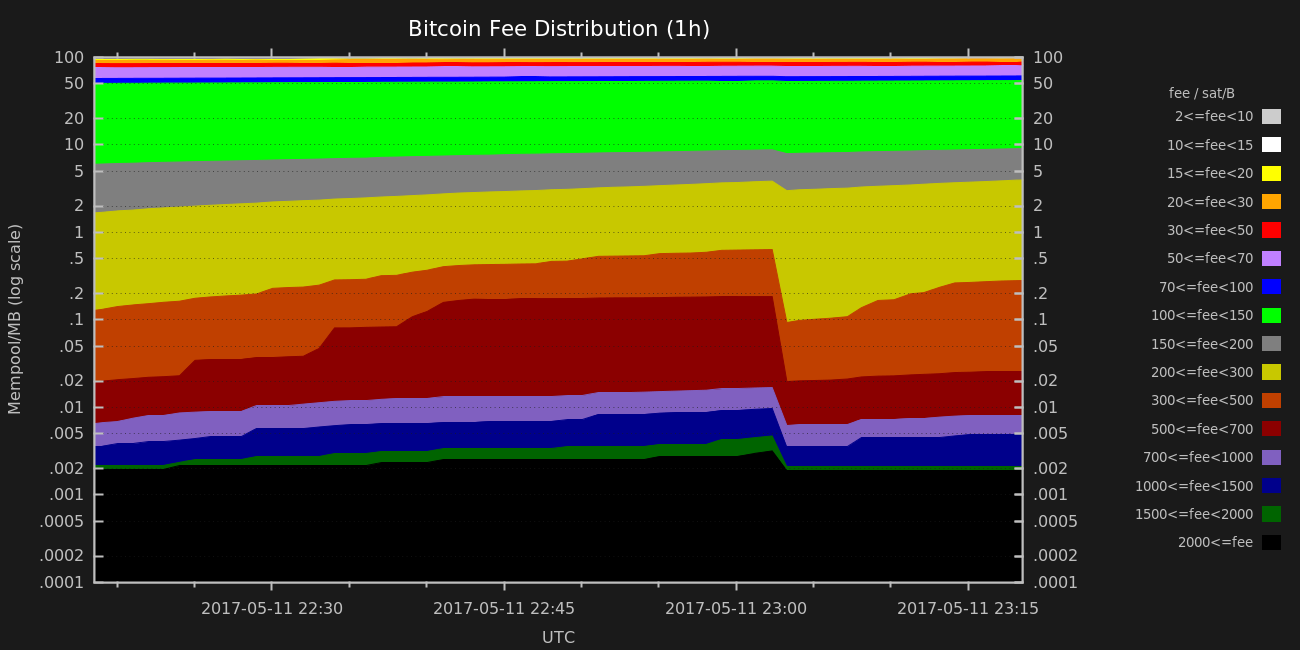 Bitcoin Fee Distribution (1h)
100
50
20
10
5
2
1
.5
.2
.1
.05
.02
.01
.005
.002
.001
.0005
.0002
.0001
Mempool/MB (log scale)
100
50
20
10
5
2
1
.5
.2
.1
.05
.02
.01
.005
.002
.001
.0005
.0002
.0001
2017-05-11 22:30
2017-05-11 22:45
2017-05-11 23:00
2017-05-11 23:15
UTC
fee / sat/B
2<=fee<10
10<=fee<15
15<=fee<20
20<=fee<30
30<=fee<50
50<=fee<70
70<=fee<100
100<=fee<150
150<=fee<200
200<=fee<300
300<=fee<500
500<=fee<700
700<=fee<1000
1000<=fee<1500
1500<=fee<2000
2000<=fee